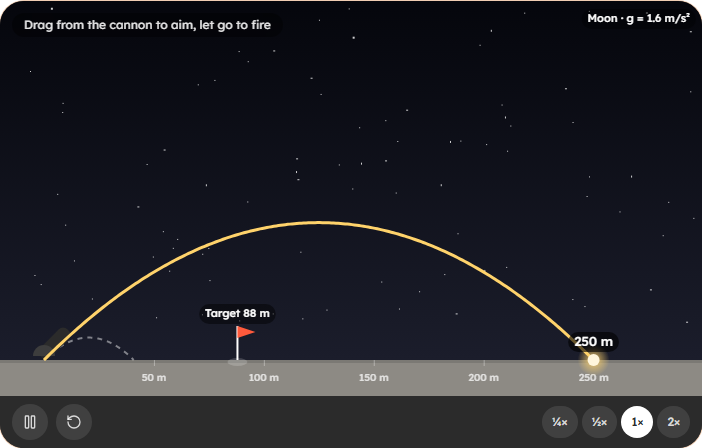 Drag from the cannon to aim, let go to fire
Moon · g = 1.6 m/s²
Target 88 m
250 m
50 m
100 m
150 m
200 m
250 m
¼×
½×
1×
2×